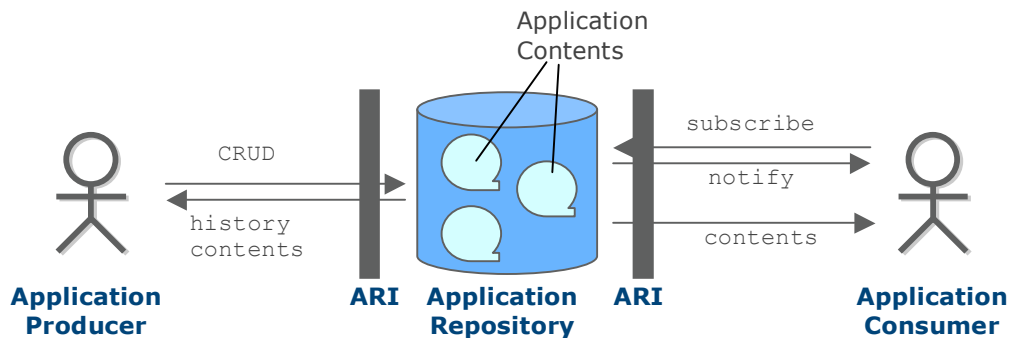 Application
Contents
CRUD
history
contents
subscribe
notify
contents
Application
Producer
ARI
Application
Repository
ARI
Application
Consumer